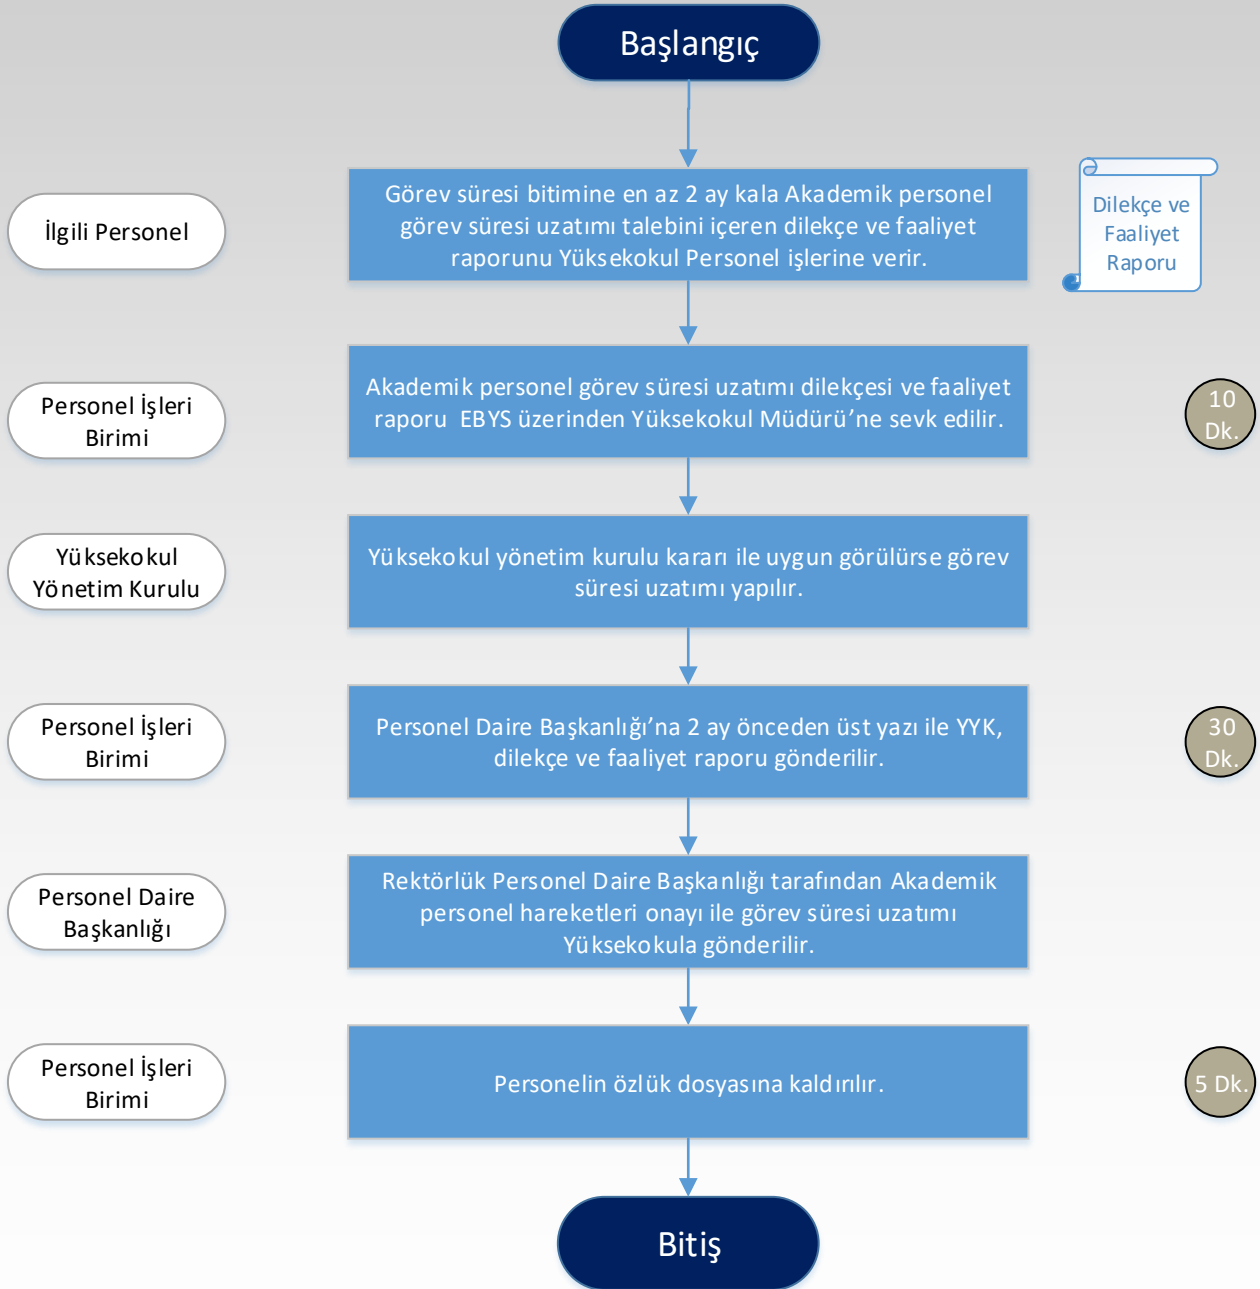 Başlangıç
İlgili Personel
Görev süresi bitimine en az 2 ay kala Akademik personel
görev süresi uzatımı talebini içeren dilekçe ve faaliyet
raporunu Yüksekokul Personel işlerine verir.
Dilekçe ve
Faaliyet
Raporu
Personel İşleri
Birimi
Akademik personel görev süresi uzatımı dilekçesi ve faaliyet
raporu EBYS üzerinden Yüksekokul Müdürü’ne sevk edilir.
10
Dk.
Yüksekokul
Yönetim Kurulu
Yüksekokul yönetim kurulu kararı ile uygun görülürse görev
süresi uzatımı yapılır.
Personel İşleri
Birimi
Personel Daire Başkanlığı’na 2 ay önceden üst yazı ile YYK,
dilekçe ve faaliyet raporu gönderilir.
30
Dk.
Personel Daire
Başkanlığı
Rektörlük Personel Daire Başkanlığı tarafından Akademik
personel hareketleri onayı ile görev süresi uzatımı
Yüksekokula gönderilir.
Personel İşleri
Birimi
Personelin özlük dosyasına kaldırılır.
5 Dk.
Bitiş